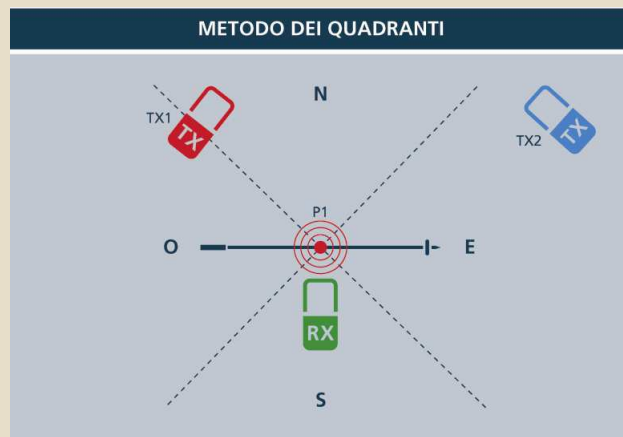 METODO DEI QUADRANTI
N
TX1
TX
TX
TX2
P1
O
E
RX
S